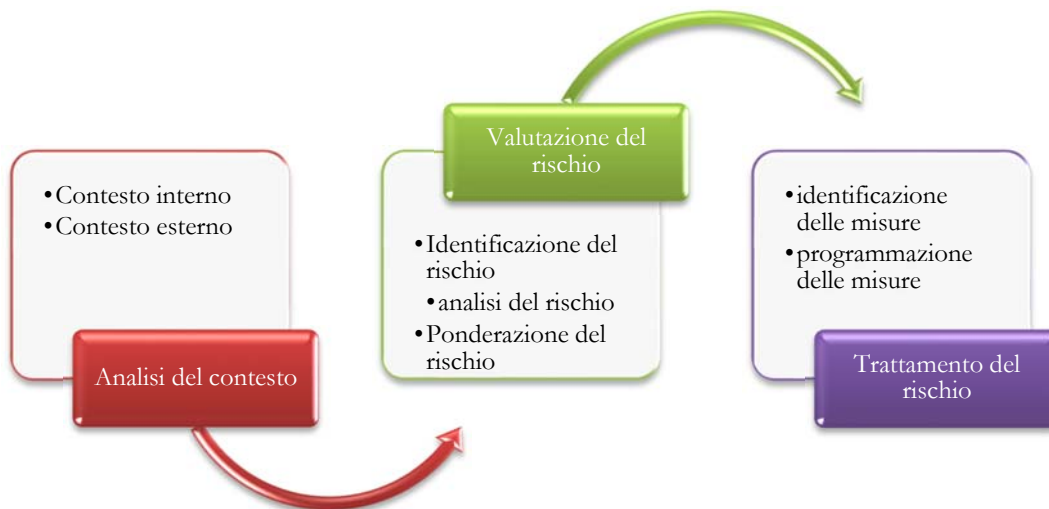 •Contesto interno
•Contesto esterno
Analisi del contesto
Valutazione del
rischio
•Identificazione del
rischio
•analisi del rischio
•Ponderazione del
rischio
•identificazione
delle misure
•programmazione
delle misure
Trattamento del
rischio